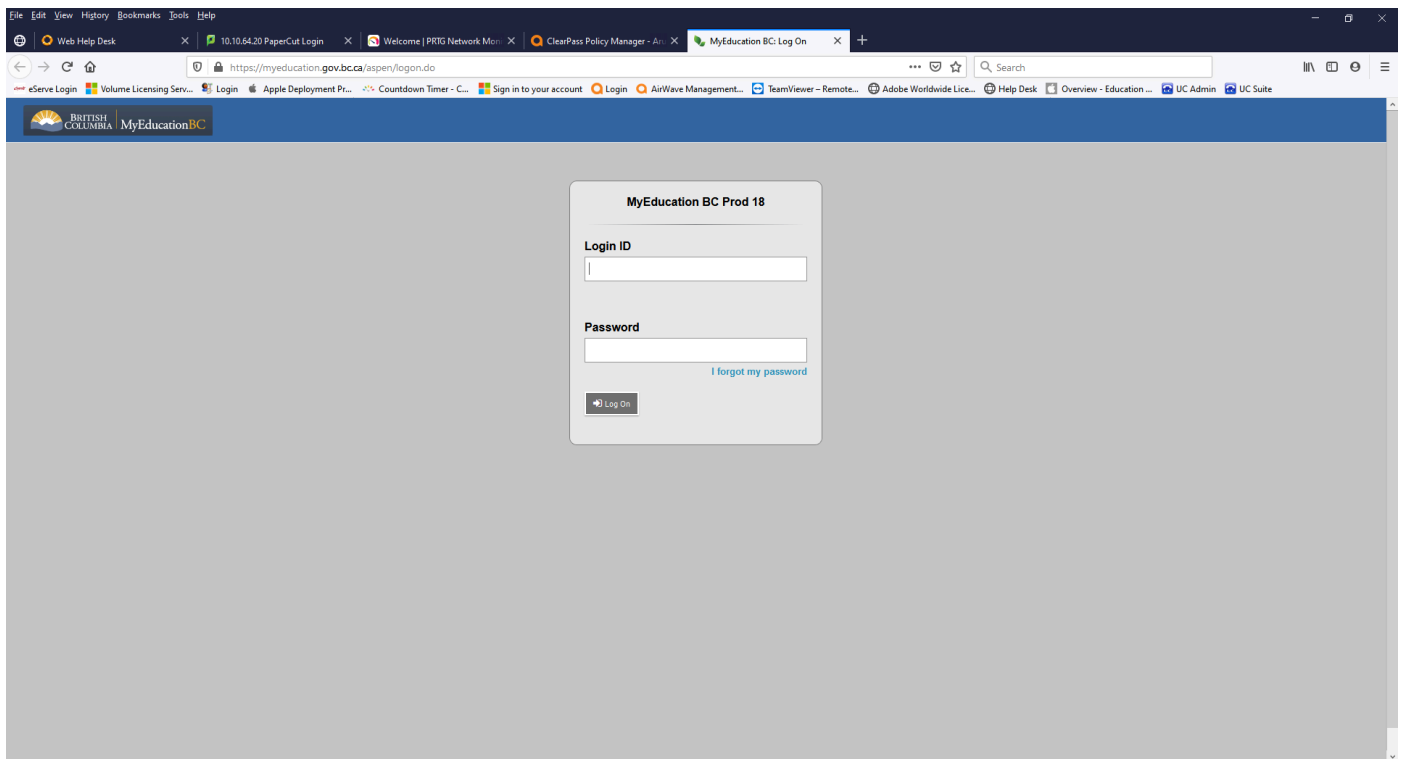 File Edit View History Bookmarks Tools Help
Web Help Desk 10.10.64.20 PaperCut Login Welcome | PRTG Network Moni ClearPass Policy Manager - Aru MyEducation BC: Log On
https://myeducation.gov.bc.ca/aspen/logon.do Search
eServe Login Volume Licensing Serv... Login Apple Deployment Pr... Countdown Timer - C... Sign in to your account Login AirWave Management... TeamViewer – Remote... Adobe Worldwide Lice... Help Desk Overview - Education ... UC Admin UC Suite
BRITISH
COLUMBIA MyEducationBC
MyEducation BC Prod 18
Login ID
Password
I forgot my password
Log On